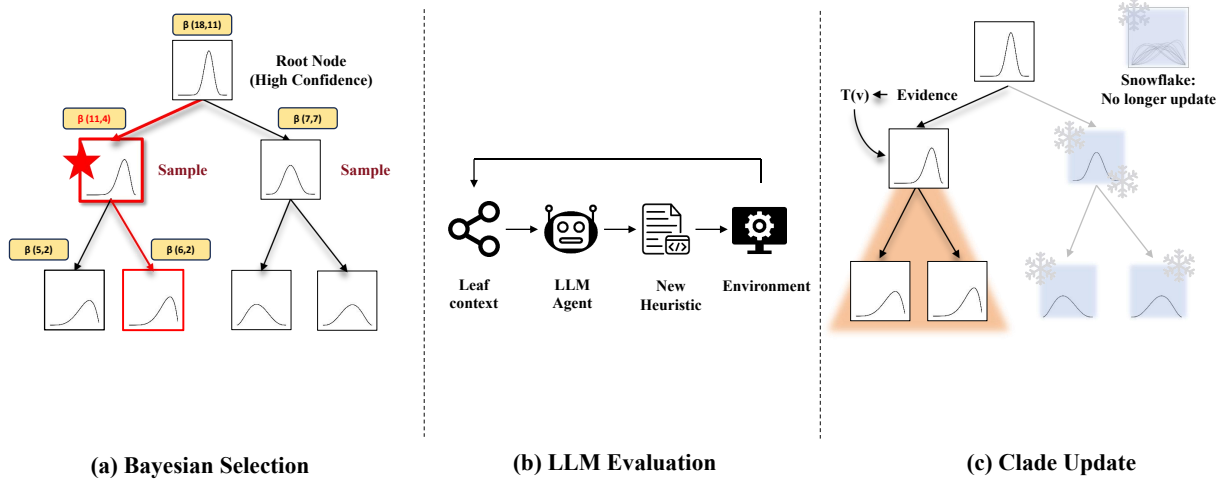 β (18,11)
Root Node
(High Confidence)
β (11,4)
β (7,7)
Sample
Sample
β (5,2)
β (6,2)
(a) Bayesian Selection
Leaf
context
LLM
Agent
New
Heuristic
Environment
(b) LLM Evaluation
Snowflake:
No longer update
T(v)
Evidence
(c) Clade Update